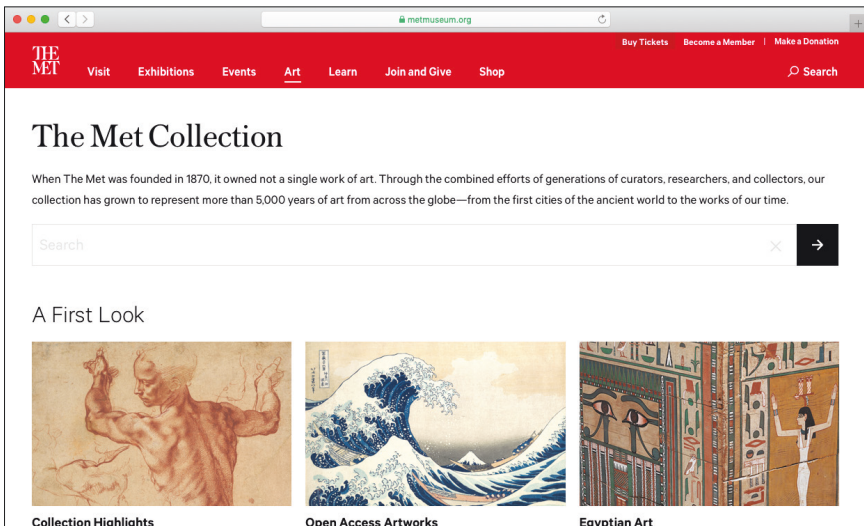 metmuseum.org
Buy Tickets Become a Member | Make a Donation
THE
MET
Visit Exhibitions Events Art Learn Join and Give Shop
Search
The Met Collection
When The Met was founded in 1870, it owned not a single work of art. Through the combined efforts of generations of curators, researchers, and collectors, our
collection has grown to represent more than 5,000 years of art from across the globe—from the first cities of the ancient world to the works of our time.
Search
A First Look
Collection Highlights
Open Access Artworks
Egyptian Art